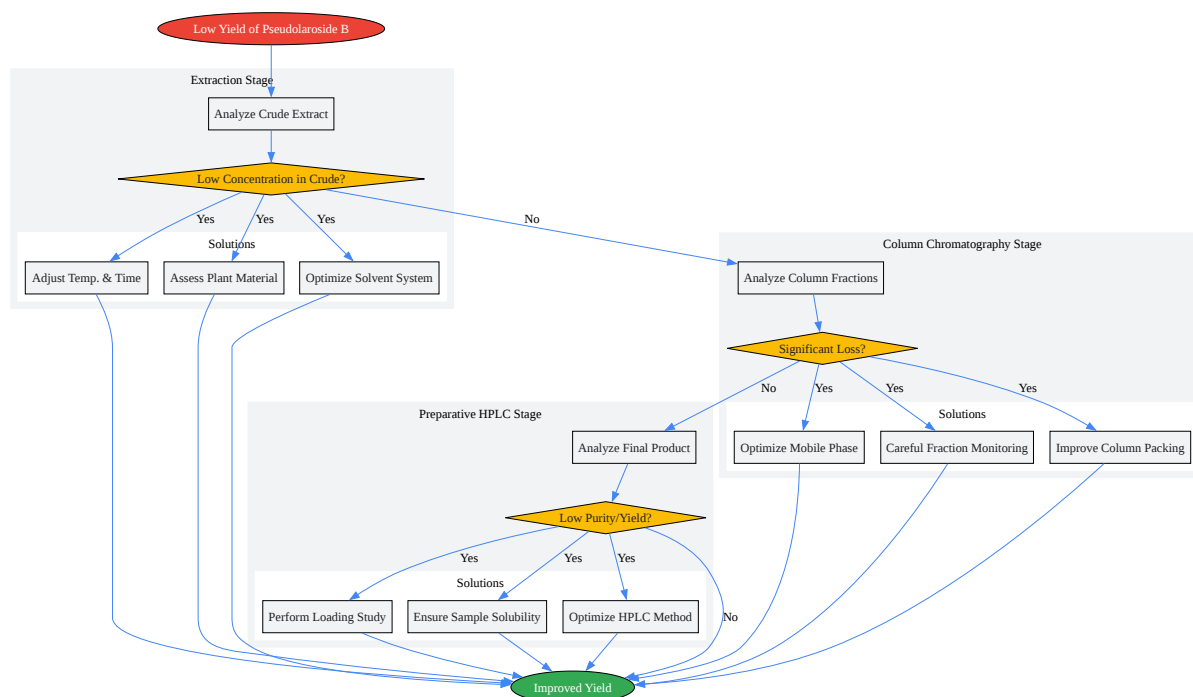 Low Yield of Pseudolaroside B
Extraction Stage
Analyze Crude Extract
Low Concentration in Crude?
Yes
Yes
Yes
No
Solutions
Adjust Temp. & Time
Assess Plant Material
Optimize Solvent System
Column Chromatography Stage
Analyze Column Fractions
Significant Loss?
No
Yes
Yes
Yes
Solutions
Optimize Mobile Phase
Careful Fraction Monitoring
Improve Column Packing
Preparative HPLC Stage
Analyze Final Product
Low Purity/Yield?
Yes
Yes
Yes
No
Solutions
Perform Loading Study
Ensure Sample Solubility
Optimize HPLC Method
Improved Yield